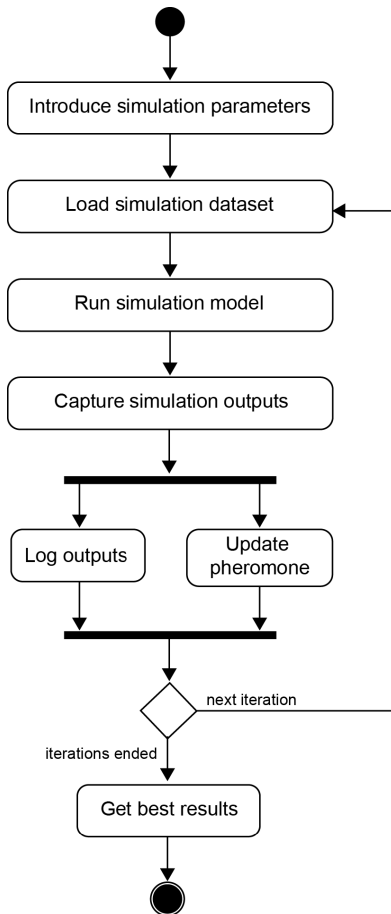 Introduce simulation parameters
Load simulation dataset
Run simulation model
Capture simulation outputs
Log outputs
Update
pheromone
next iteration
iterations ended
Get best results